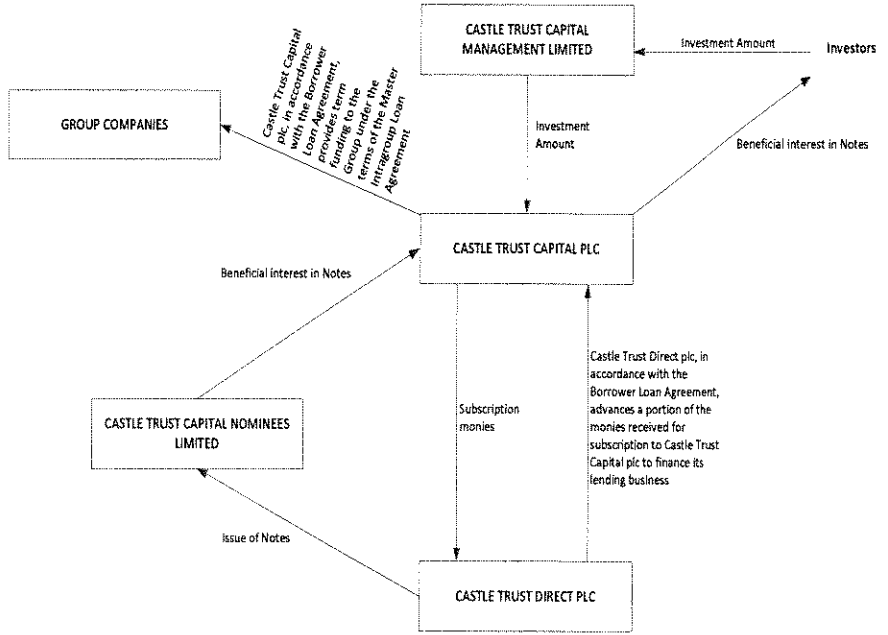 CASTLE TRUST CAPITAL
MANAGEMENT LIMITED
Investment Amount
Investors
GROUP COMPANIES
Castle Trust Capital
plc, in accordance
with the Borrower
Loan Agreement,
provides term
funding to the
Group under the
terms of the Master
Intragroup Loan
Agreement
Investment
Amount
Beneficial interest in Notes
CASTLE TRUST CAPITAL PLC
Beneficial interest in Notes
Castle Trust Direct plc, in
accordance with the
Borrower Loan Agreement,
advances a portion of the
monies received for
subscription to Castle Trust
Capital plc to finance its
lending business
Subscription
monies
CASTLE TRUST CAPITAL NOMINEES
LIMITED
Issue of Notes
CASTLE TRUST DIRECT PLC